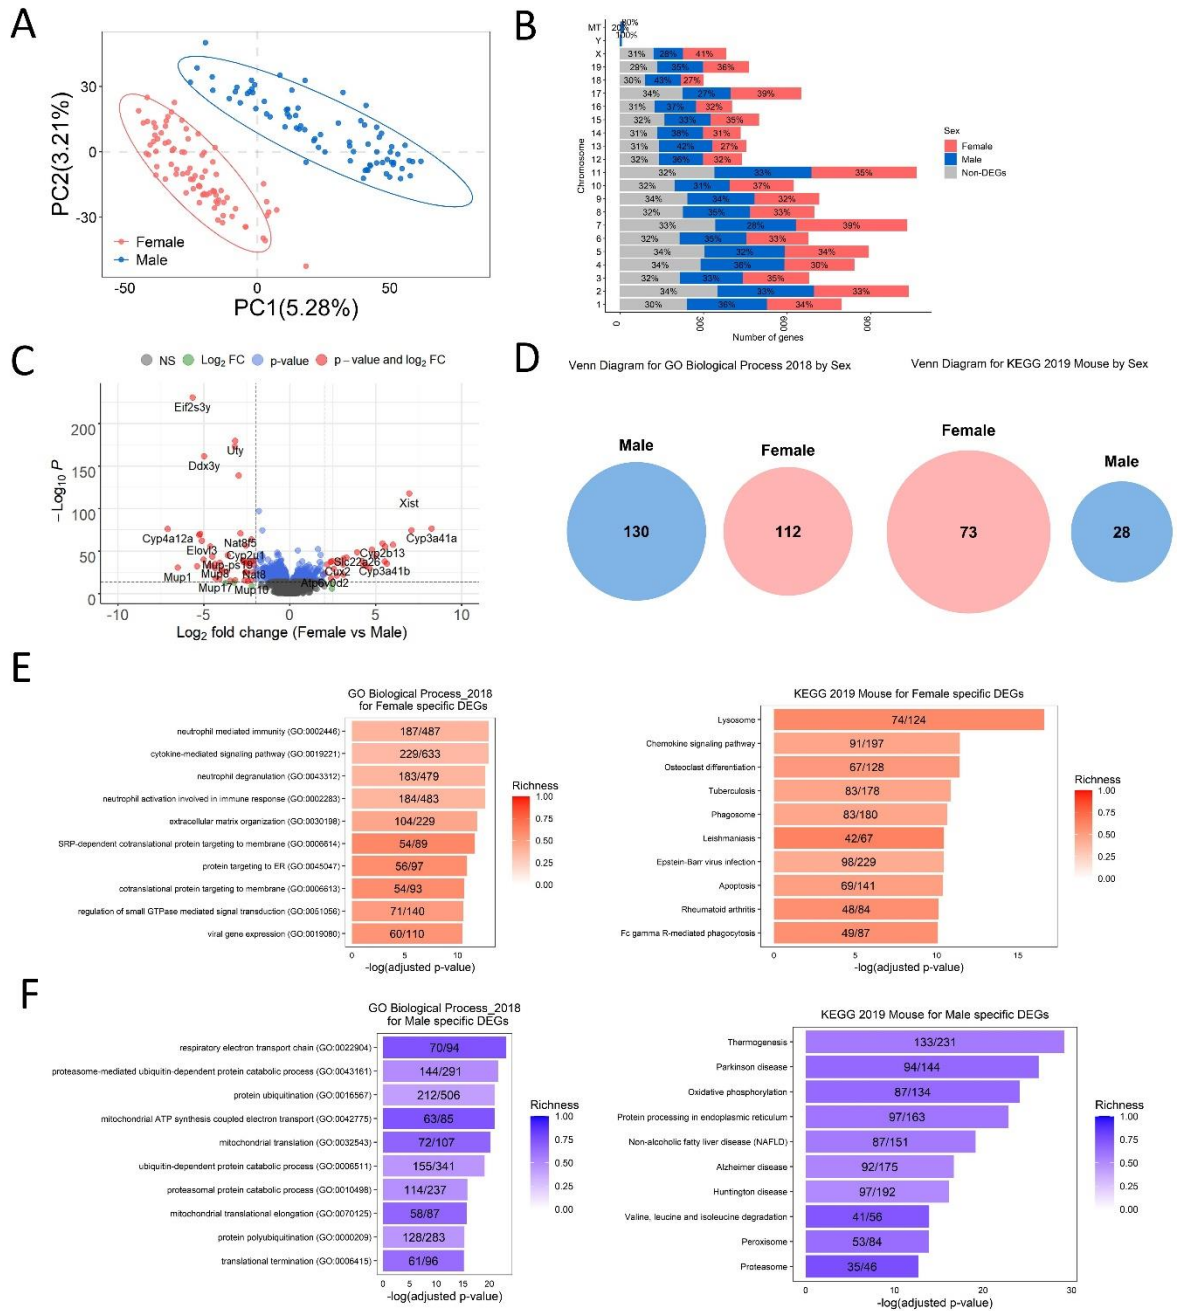 A
PC2(3.21%)
30
0
-30
Female
Male
-50
0
50
PC1(5.28%)
B
Chromosome
MT
Y
X
31% 28% 41%
19
29% 35% 36%
18
30% 43% 27%
17
34% 27% 39%
16
31% 37% 32%
15
32% 33% 35%
14
31% 38% 31%
13
31% 42% 27%
12
32% 36% 32%
11
32% 33% 35%
10
32% 31% 37%
9
34% 34% 32%
8
32% 35% 33%
7
33% 28% 39%
6
32% 35% 33%
5
34% 32% 34%
4
34% 36% 30%
3
32% 33% 35%
2
34% 33% 33%
1
30% 36% 34%
0 300 600 900
Number of genes
Sex
Female
Male
Non-DEGs
C
NS Log2 FC p-value p – value and log2 FC
– Log10 P
200
150
100
50
0
Eif2s3y
Uty
Ddx3y
Xist
Cyp4a12a
Nat8f5
Cyp3a41a
Elovl3
Cyp2u1
Cyp2b13
Mup-ps19
Slc22a26
Mup1
Mup8
Nat8
Cux2
Cyp3a41b
Mup17
Mup10
Atp6v0d2
-10 -5 0 5 10
Log2 fold change (Female vs Male)
D
Venn Diagram for GO Biological Process 2018 by Sex
Male
130
Female
112
Venn Diagram for KEGG 2019 Mouse by Sex
Female
73
Male
28
E
GO Biological Process_2018
for Female specific DEGs
neutrophil mediated immunity (GO:0002446)
187/487
cytokine-mediated signaling pathway (GO:0019221)
229/633
neutrophil degranulation (GO:0043312)
183/479
neutrophil activation involved in immune response (GO:0002283)
184/483
extracellular matrix organization (GO:0030198)
104/229
SRP-dependent cotranslational protein targeting to membrane (GO:0006614)
54/89
protein targeting to ER (GO:0045047)
56/97
cotranslational protein targeting to membrane (GO:0006613)
54/93
regulation of small GTPase mediated signal transduction (GO:0051056)
71/140
viral gene expression (GO:0019080)
60/110
0 5 10
-log(adjusted p-value)
Richness
1.00
0.75
0.50
0.25
0.00
KEGG 2019 Mouse for Female specific DEGs
Lysosome
74/124
Chemokine signaling pathway
91/197
Osteoclast differentiation
67/128
Tuberculosis
83/178
Phagosome
83/180
Leishmaniasis
42/67
Epstein-Barr virus infection
98/229
Apoptosis
69/141
Rheumatoid arthritis
48/84
Fc gamma R-mediated phagocytosis
49/87
0 5 10 15
-log(adjusted p-value)
Richness
1.00
0.75
0.50
0.25
0.00
F
GO Biological Process_2018
for Male specific DEGs
respiratory electron transport chain (GO:0022904)
70/94
proteasome-mediated ubiquitin-dependent protein catabolic process (GO:0043161)
144/291
protein ubiquitination (GO:0016567)
212/506
mitochondrial ATP synthesis coupled electron transport (GO:0042775)
63/85
mitochondrial translation (GO:0032543)
72/107
ubiquitin-dependent protein catabolic process (GO:0006511)
155/341
proteasomal protein catabolic process (GO:0010498)
114/237
mitochondrial translational elongation (GO:0070125)
58/87
protein polyubiquitination (GO:0000209)
128/283
translational termination (GO:0006415)
61/96
0 5 10 15 20
-log(adjusted p-value)
Richness
1.00
0.75
0.50
0.25
0.00
KEGG 2019 Mouse for Male specific DEGs
Thermogenesis
133/231
Parkinson disease
94/144
Oxidative phosphorylation
87/134
Protein processing in endoplasmic reticulum
97/163
Non-alcoholic fatty liver disease (NAFLD)
87/151
Alzheimer disease
92/175
Huntington disease
97/192
Valine, leucine and isoleucine degradation
41/56
Peroxisome
53/84
Proteasome
35/46
0 10 20 30
-log(adjusted p-value)
Richness
1.00
0.75
0.50
0.25
0.00